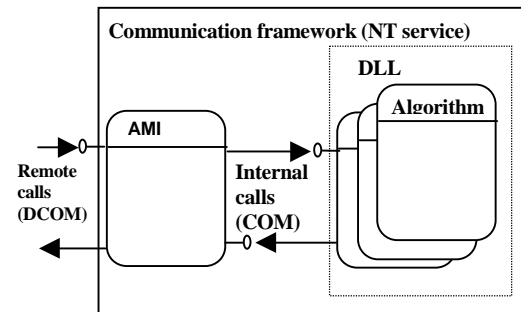 Communication framework (NT service)
DLL
Algorithm
AMI
Remote
calls
(DCOM)
Internal
calls
(COM)